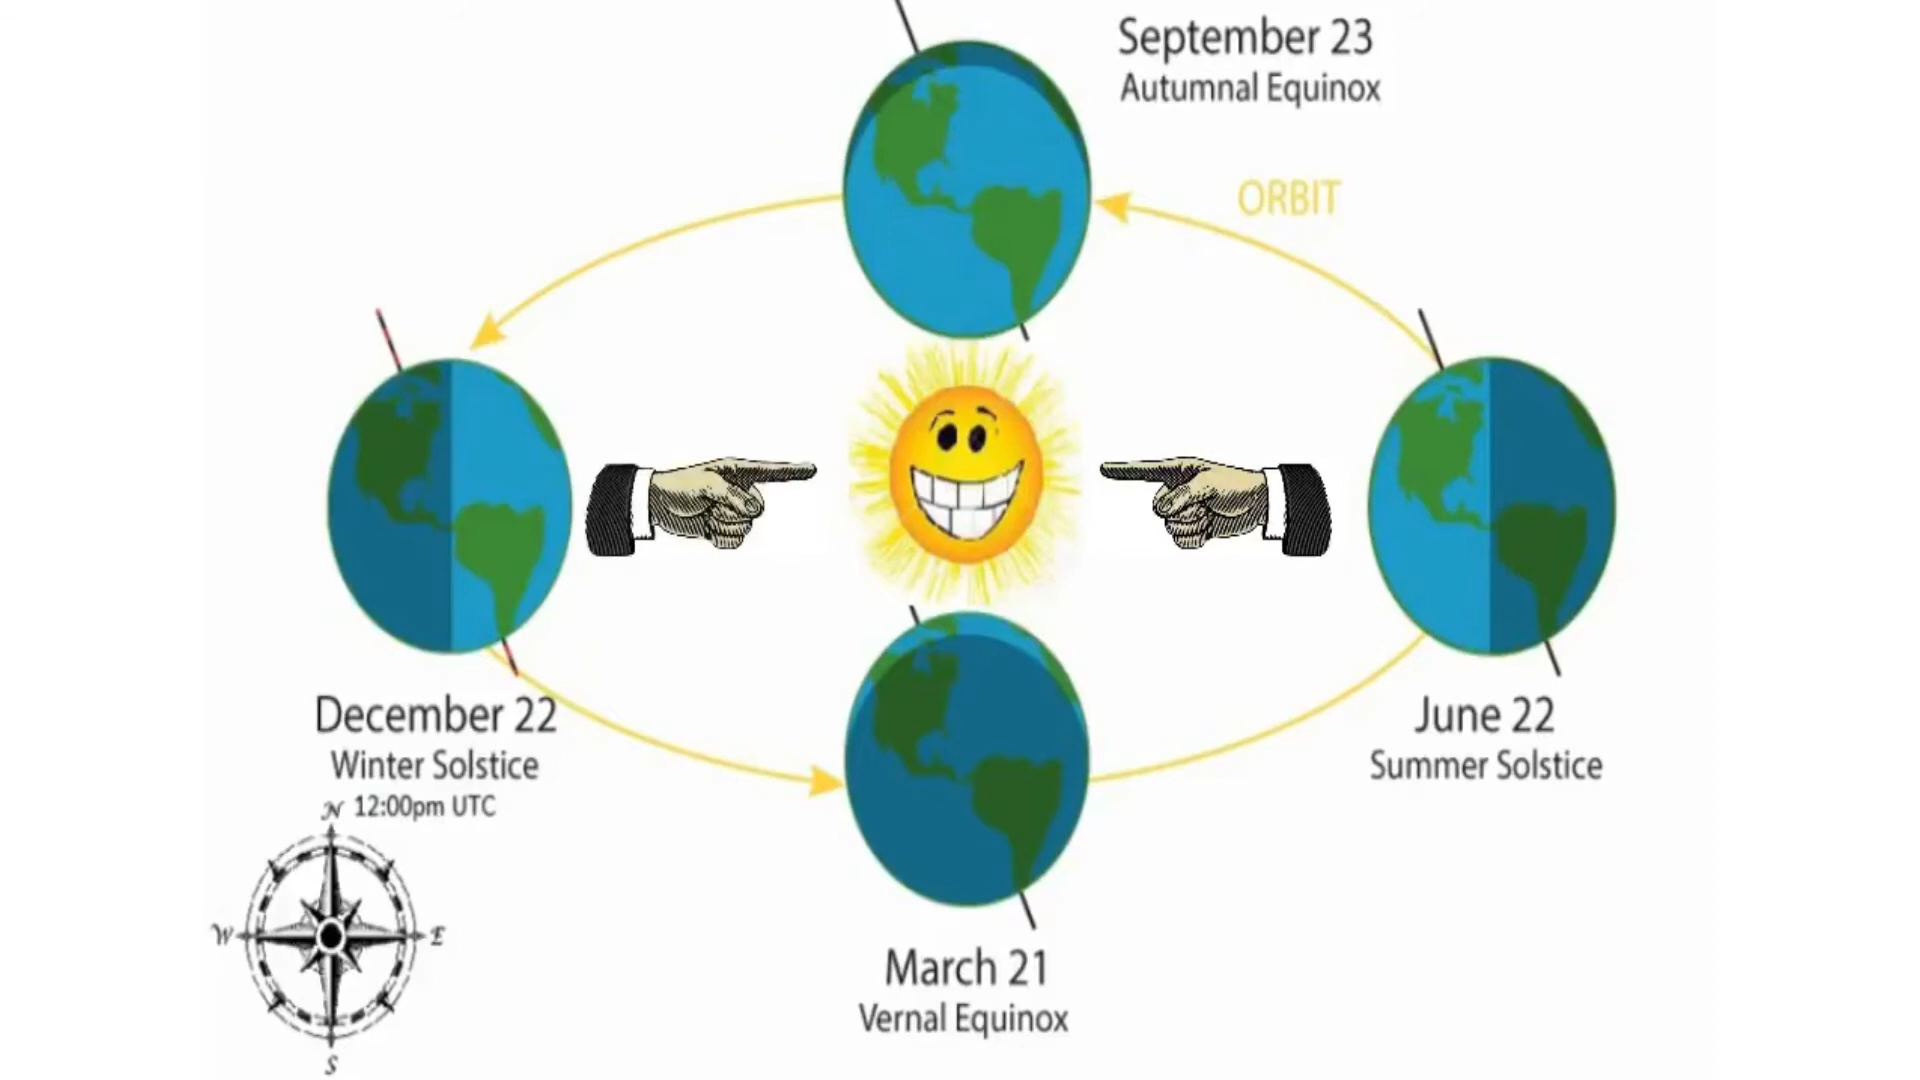 September 23
Autumnal Equinox
ORBIT
December 22
Winter Solstice
12:00pm UTC
June 22
Summer Solstice
N
W E
S
March 21
Vernal Equinox